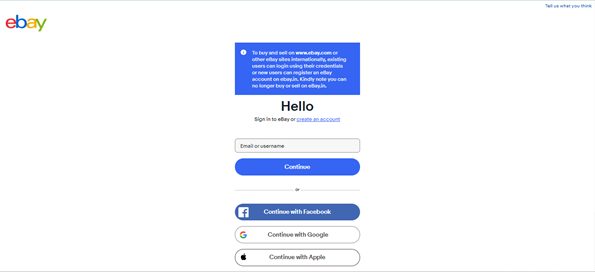 Tell us what you think
ebay
To buy and sell on www.ebay.com or
other eBay sites internationally, existing
users can login using their credentials
or new users can register an eBay
account on ebay.in. Kindly note you can
no longer buy or sell on eBay.in.
Hello
Sign in to eBay or create an account
Email or username
Continue
or
Continue with Facebook
Continue with Google
Continue with Apple